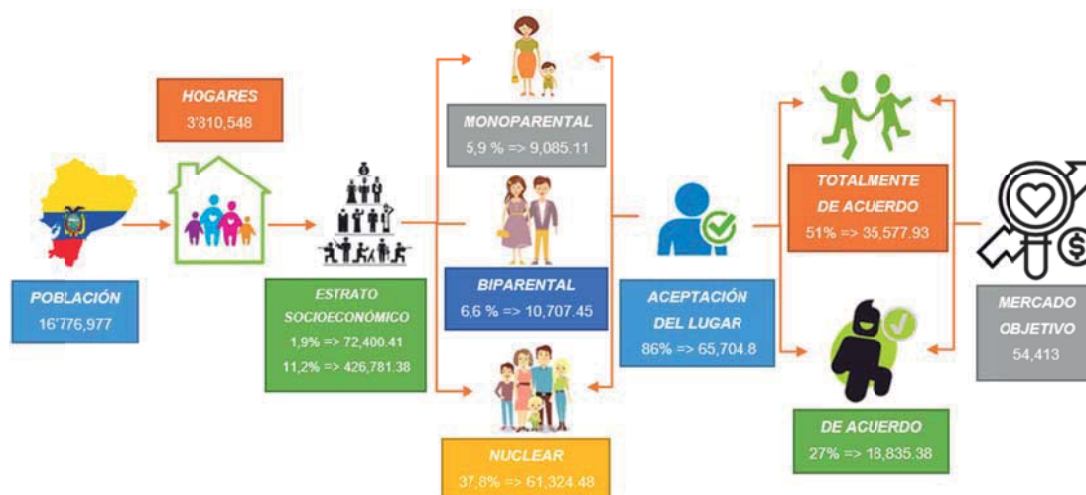 HOGARES
3'810,548
POBLACIÓN
16'776,977
ESTRATO
SOCIOECONÓMICO
1,9% => 72,400.41
11,2% => 426,781.38
MONOPARENTAL
5,9 % => 9,085.11
BIPARENTAL
6,6 % => 10,707.45
NUCLEAR
37,8% => 61,324.48
ACEPTACIÓN
DEL LUGAR
86% => 65,704.8
TOTALMENTE
DE ACUERDO
51% => 35,577.93
DE ACUERDO
27% => 18,835.38
MERCADO
OBJETIVO
54,413